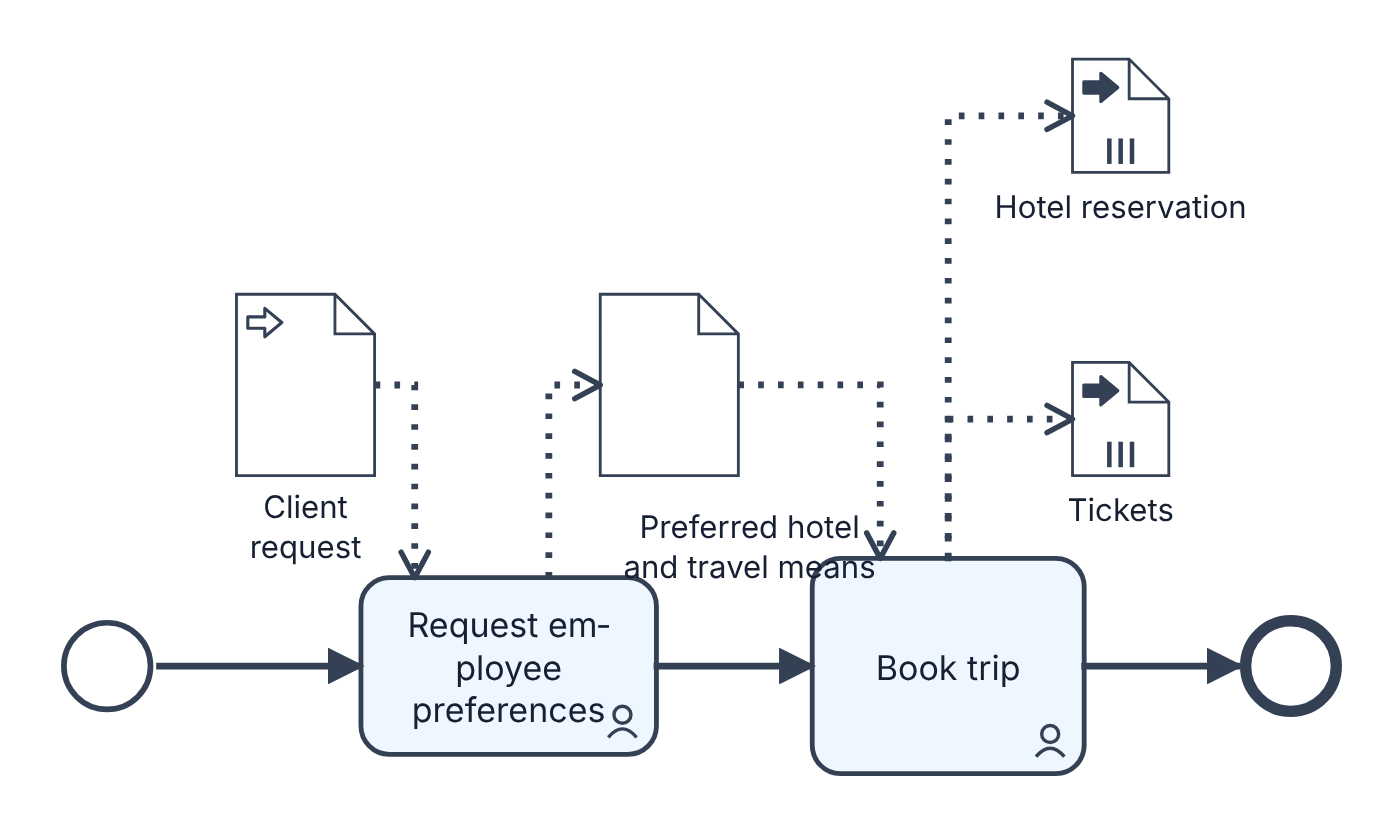 Hotel reservation
Client
request
Preferred hotel
and travel means
Tickets
Request em-
ployee
preferences
Book trip